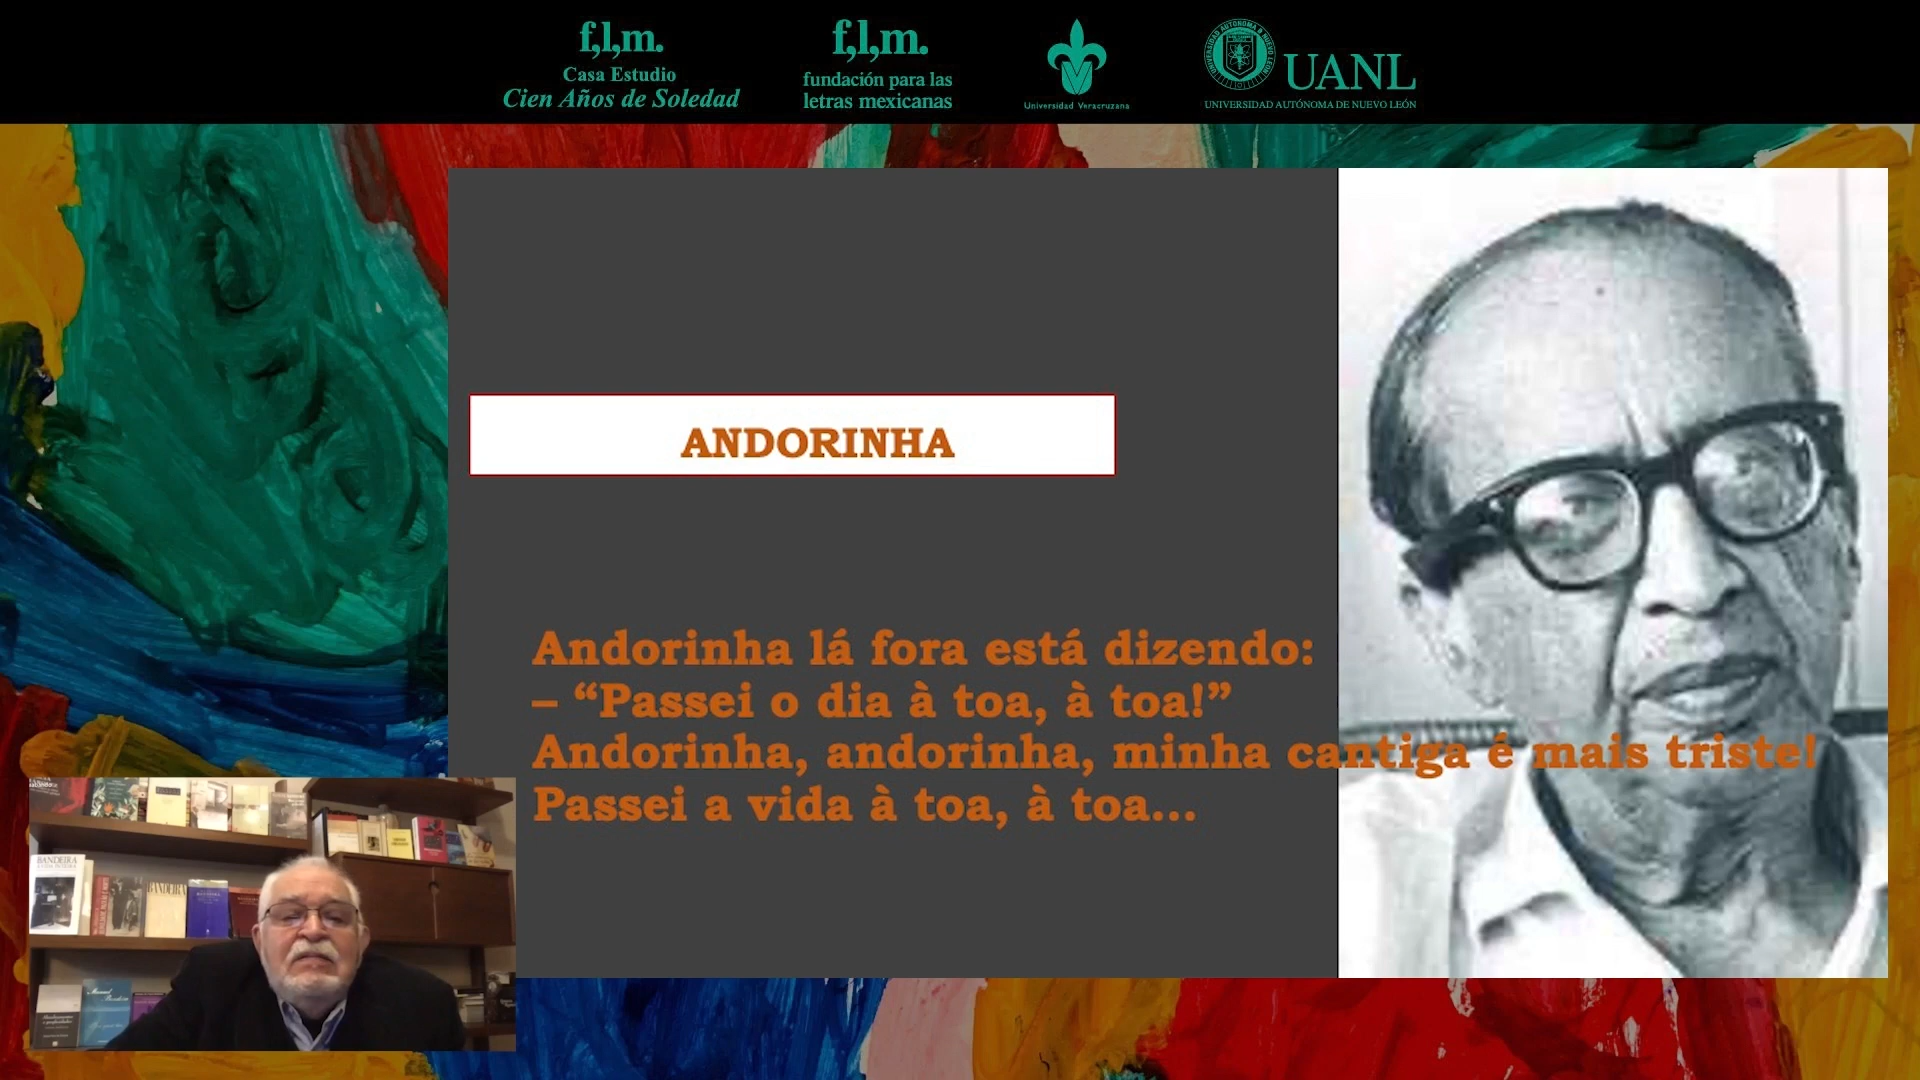 f,l,m.
Casa Estudio
Cien Años de Soledad
f,l,m.
fundación para las
letras mexicanas
Universidad Veracruzana
UANL
UNIVERSIDAD AUTÓNOMA DE NUEVO LEÓN
ANDORINHA
Andorinha lá fora está dizendo:
– “Passei o dia à toa, à toa!”
Andorinha, andorinha, minha cantiga é mais triste!
Passei a vida à toa, à toa...
BANDEIRA
BANDEIRA